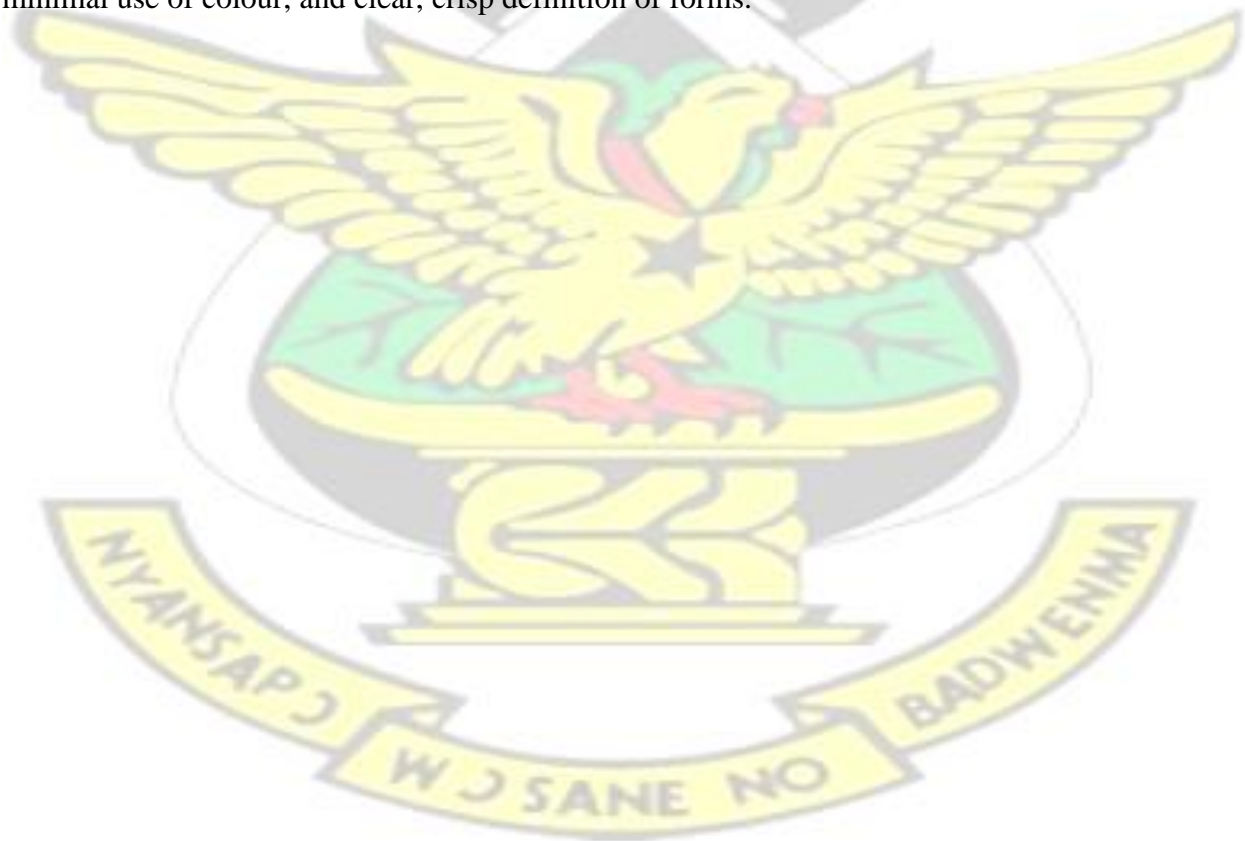 minimal use of colour, and clear, crisp definition of forms.
NYANSAPƆ
WƆSANE NO
BADWENMA